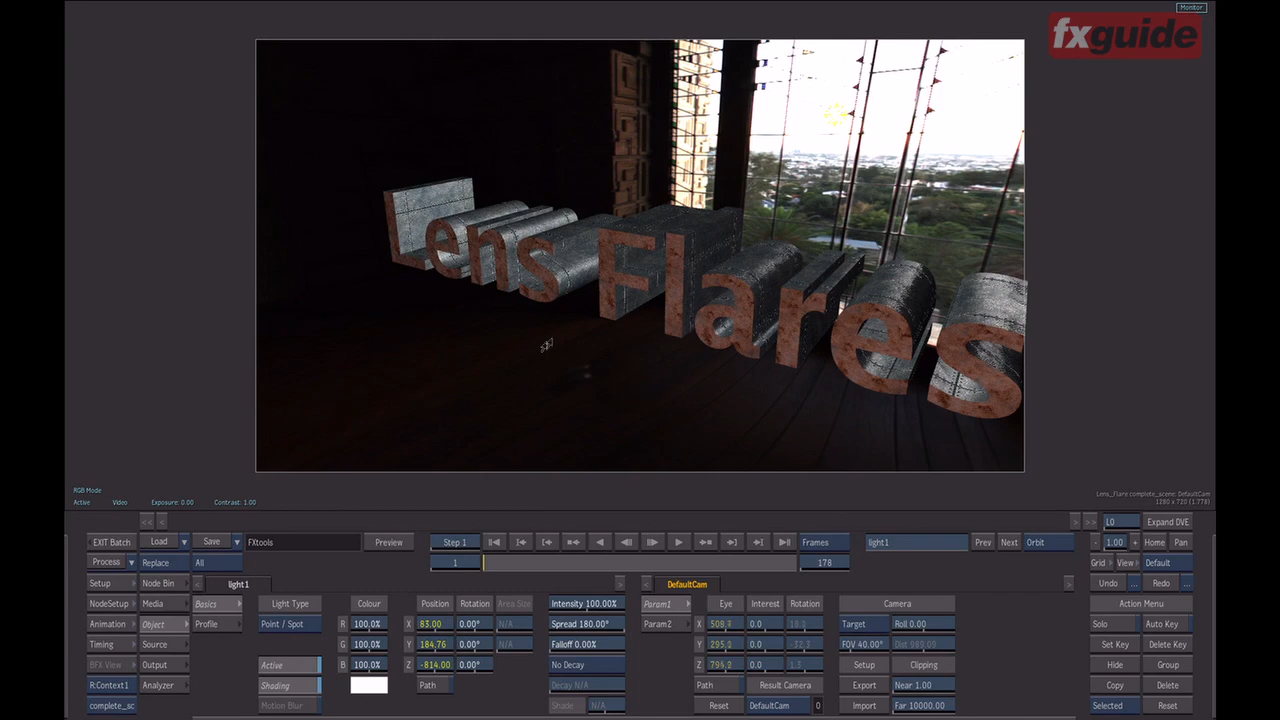 Monitor
fxguide
Lens Flares
RGB Mode
Active Video Exposure: 0.00 Contrast: 1.00
Lens_Flare complete_scene: DefaultCam
1280 x 720 (1.778)
<< < > >> L0 Expand DVE
EXIT Batch Load Save FXtools Preview Step 1 Frames light1 Prev Next Orbit - 1.00 + Home Pan
Process Replace All 1 178 Grid View Default
Setup Node Bin < light1 > < DefaultCam > Undo ... Redo ...
NodeSetup Media Basics Light Type Colour Position Rotation Area Size Intensity 100.00% Param1 Eye Interest Rotation Camera Action Menu
Animation Object Profile Point / Spot R 100.0% X 83.00 0.00° N/A Spread 180.00° Param2 X 0.0 Target Roll 0.00 Solo Auto Key
Timing Source G 100.0% Y 184.76 0.00° N/A Falloff 0.00% Y 0.0 FOV 40.00° Set Key Delete Key
BFX View Output Active B 100.0% Z -814.00 0.00° No Decay Z 0.0 1.3 Setup Clipping Hide Group
R:Context1 Analyzer Shading Path Decay N/A Path Result Camera Export Near 1.00 Copy Delete
complete_sc Motion Blur Shade N/A Reset DefaultCam 0 Import Far 10000.00 Selected Reset